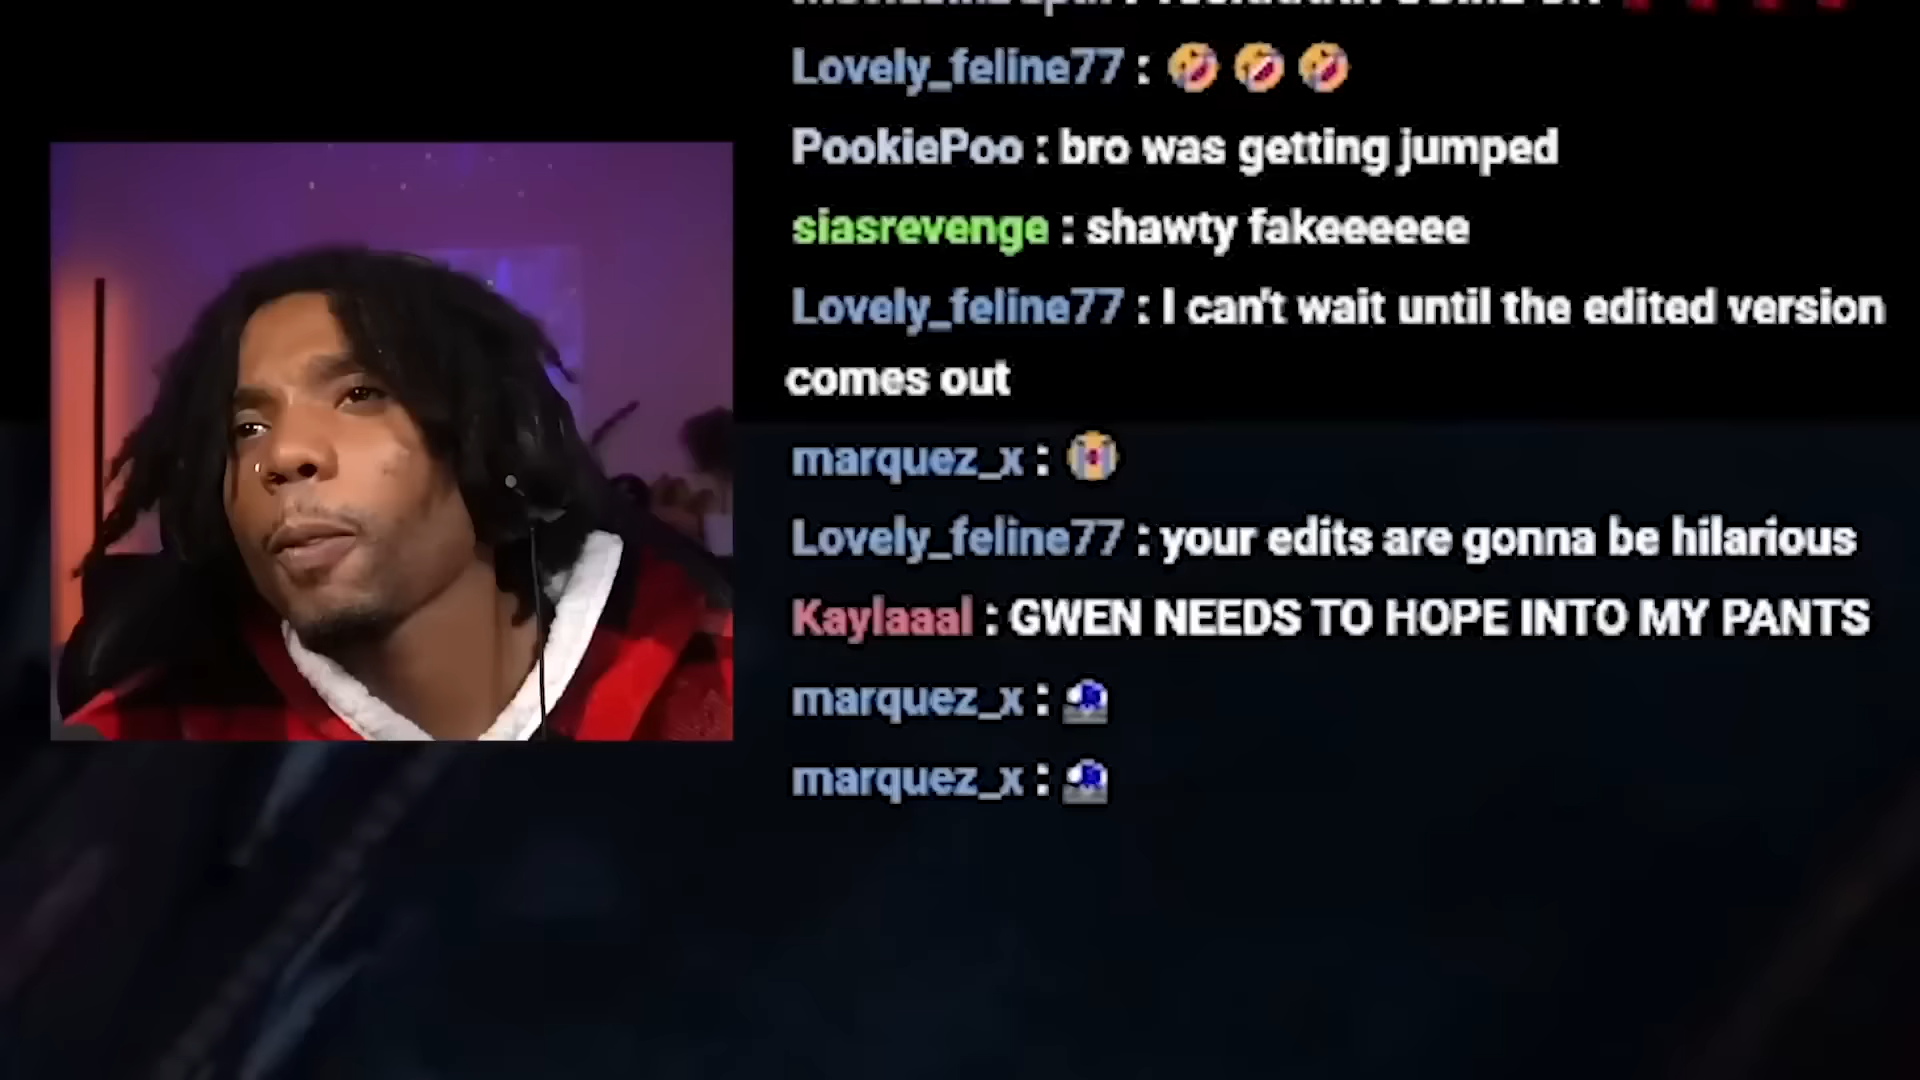 Lovely_feline77 : 🤣 🤣 🤣
PookiePoo : bro was getting jumped
siasrevenge : shawty fakeeeeee
Lovely_feline77 : I can't wait until the edited version
comes out
marquez_x : 😭
Lovely_feline77 : your edits are gonna be hilarious
Kaylaaal : GWEN NEEDS TO HOPE INTO MY PANTS
marquez_x :
marquez_x :